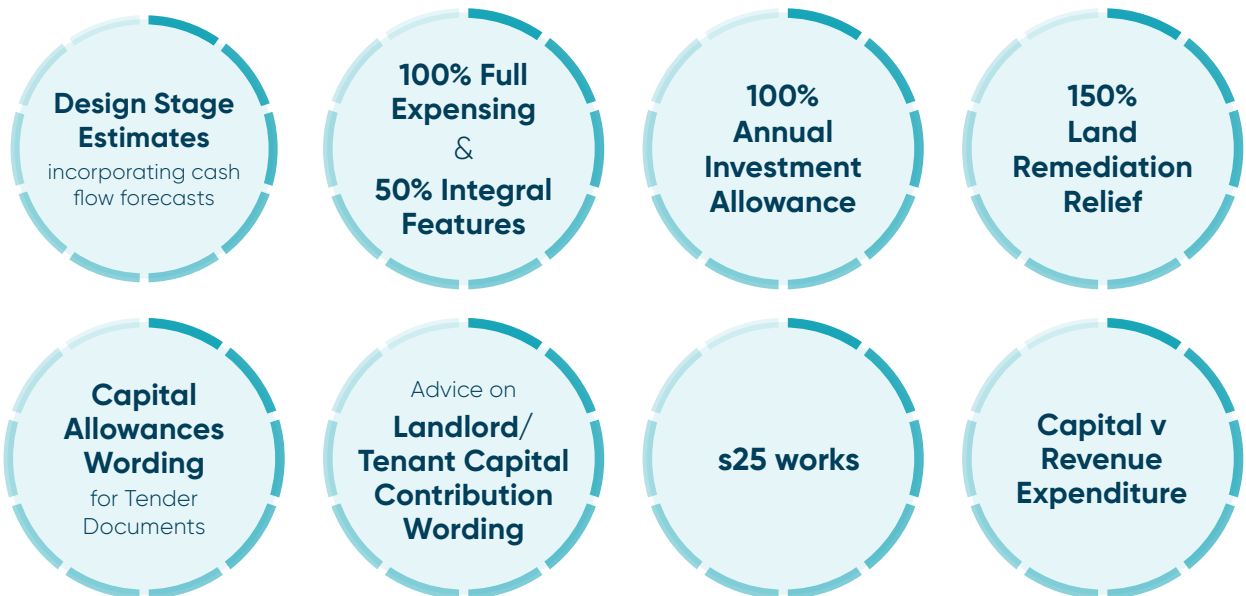 Design Stage
Estimates
incorporating cash
flow forecasts
100% Full
Expensing
&
50% Integral
Features
100%
Annual
Investment
Allowance
150%
Land
Remediation
Relief
Capital
Allowances
Wording
for Tender
Documents
Advice on
Landlord/
Tenant Capital
Contribution
Wording
s25 works
Capital v
Revenue
Expenditure